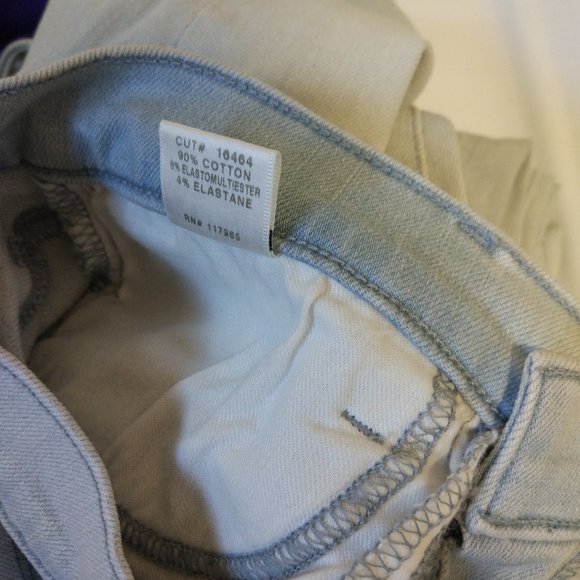 CUT# 16464
90% COTTON
6% ELASTOMULTIESTER
4% ELASTANE
RN# 117965